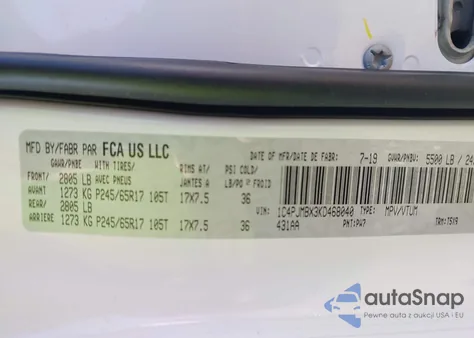 MFD BY/FABR PAR FCA US LLC
DATE OF MFR/DATE DE FABR: 7-19 GVWR/PNBV: 5500 LB
GAWR/PNBE WITH TIRES/ RIMS AT/ PSI COLD/
FRONT/ 2805 LB AVEC PNEUS JANTES A LB/PO² FROID
AVANT 1273 KG P245/65R17 105T 17X7.5 36
REAR/ 2805 LB
ARRIERE 1273 KG P245/65R17 105T 17X7.5 36
1C4PJMBX3KD468040 TYPE: MPV/VTUM
431AA PNT:PW7
autaSnap
Pewne auta z aukcji USA i EU